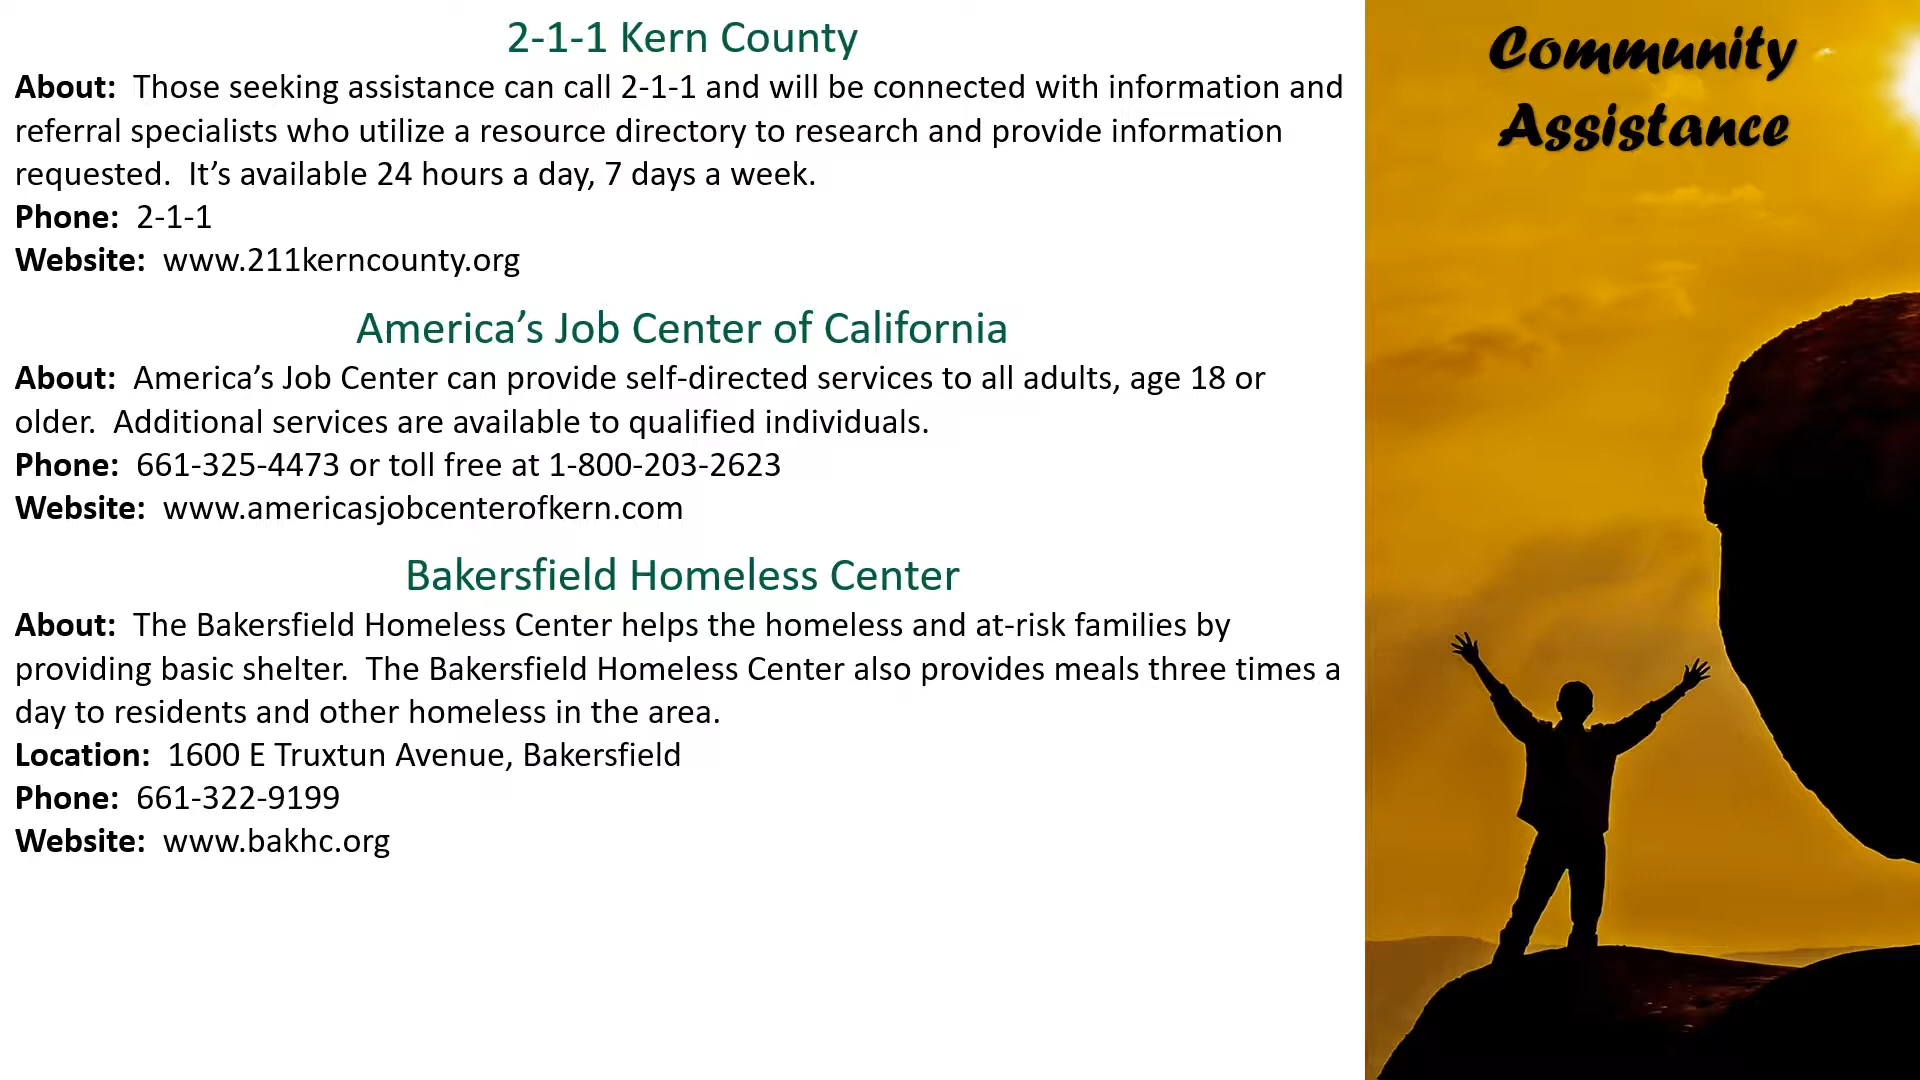 2-1-1 Kern County
About:  Those seeking assistance can call 2-1-1 and will be connected with information and
referral specialists who utilize a resource directory to research and provide information
requested.  It’s available 24 hours a day, 7 days a week.
Phone:  2-1-1
Website:  www.211kerncounty.org
America’s Job Center of California
About:  America’s Job Center can provide self-directed services to all adults, age 18 or
older.  Additional services are available to qualified individuals.
Phone:  661-325-4473 or toll free at 1-800-203-2623
Website:  www.americasjobcenterofkern.com
Bakersfield Homeless Center
About:  The Bakersfield Homeless Center helps the homeless and at-risk families by
providing basic shelter.  The Bakersfield Homeless Center also provides meals three times a
day to residents and other homeless in the area.
Location:  1600 E Truxtun Avenue, Bakersfield
Phone:  661-322-9199
Website:  www.bakhc.org
Community
Assistance